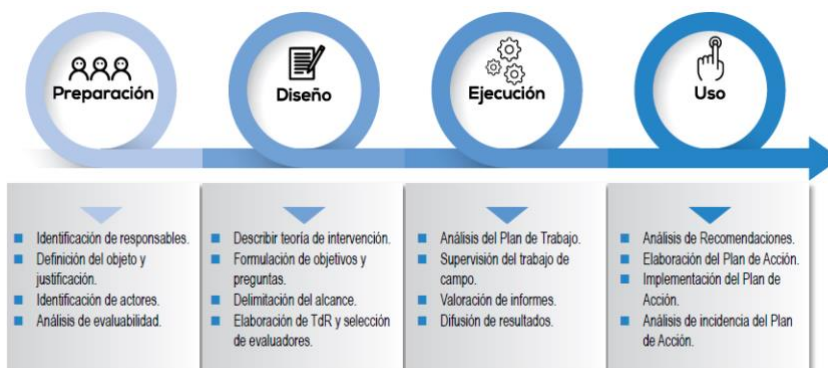 Preparación
Diseño
Ejecución
Uso
Identificación de responsables.
Definición del objeto y
justificación.
Identificación de actores.
Análisis de evaluabilidad.
Describir teoría de intervención.
Formulación de objetivos y
preguntas.
Delimitación del alcance.
Elaboración de TdR y selección
de evaluadores.
Análisis del Plan de Trabajo.
Supervisión del trabajo de
campo.
Valoración de informes.
Difusión de resultados.
Análisis de Recomendaciones.
Elaboración del Plan de Acción.
Implementación del Plan de
Acción.
Análisis de incidencia del Plan
de Acción.